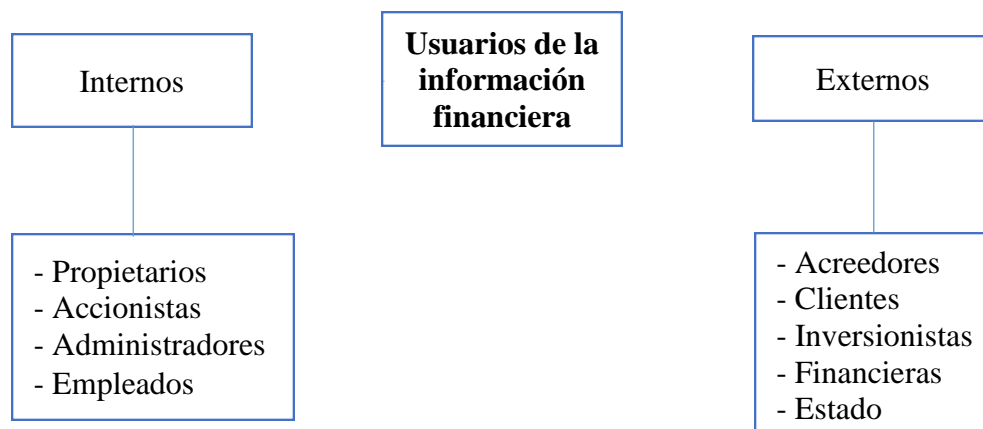 Usuarios de la
información
financiera
Internos
- Propietarios
- Accionistas
- Administradores
- Empleados
Externos
- Acreedores
- Clientes
- Inversionistas
- Financieras
- Estado